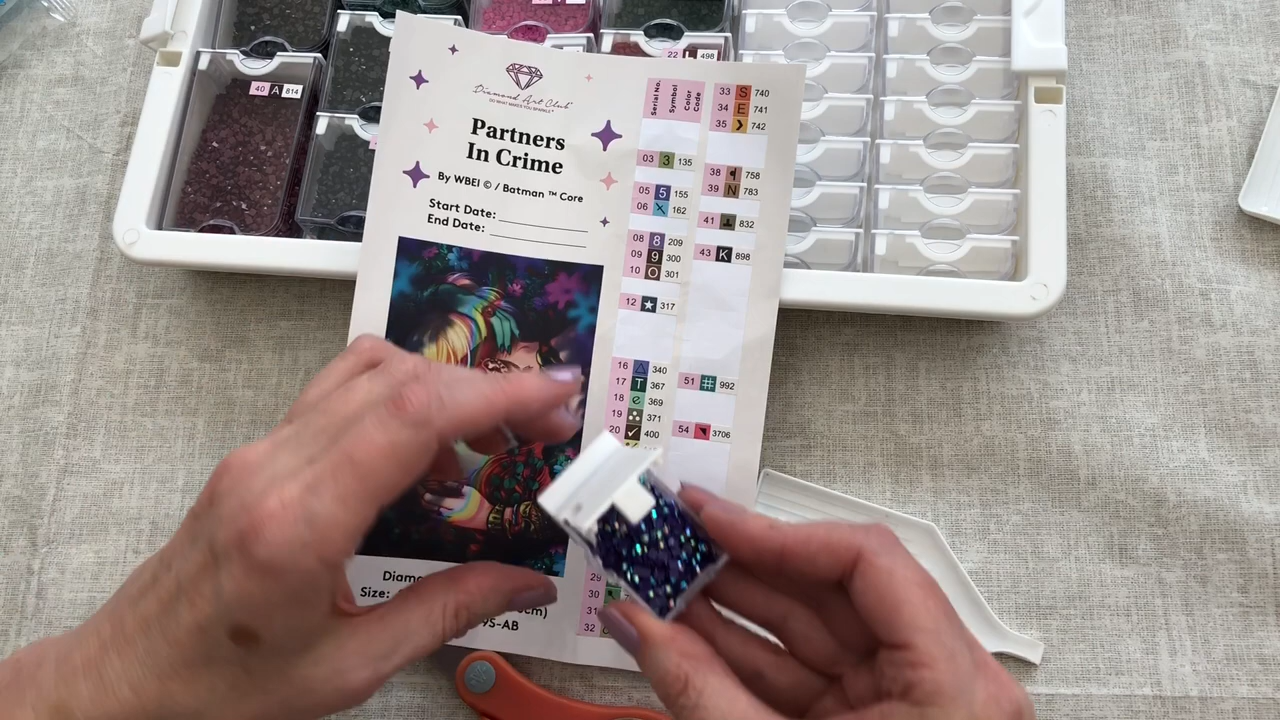 40 A 814
22 L 498
Diamond Art Club
DO WHAT MAKES YOU SPARKLE
Partners
In Crime
By WBEI © / Batman ™ Core
Start Date:
End Date:
Serial No.
Symbol
Color
Code
03 3 135
05 5 155
06 X 162
08 8 209
09 9 300
10 O 301
12 ★ 317
16 △ 340
17 T 367
18 e 369
19 371
20 ✓ 400
29
30
31
32
33 S 740
34 E 741
35 742
38 758
39 N 783
41 832
43 K 898
51 # 992
54 3706
Size:
cm)
9S-AB